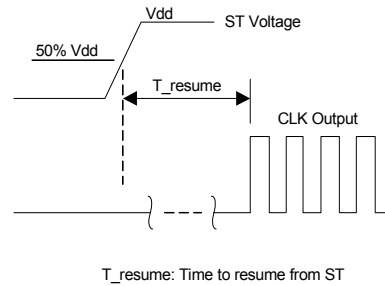 Vdd
ST Voltage
50% Vdd
T_resume
CLK Output
T_resume: Time to resume from ST